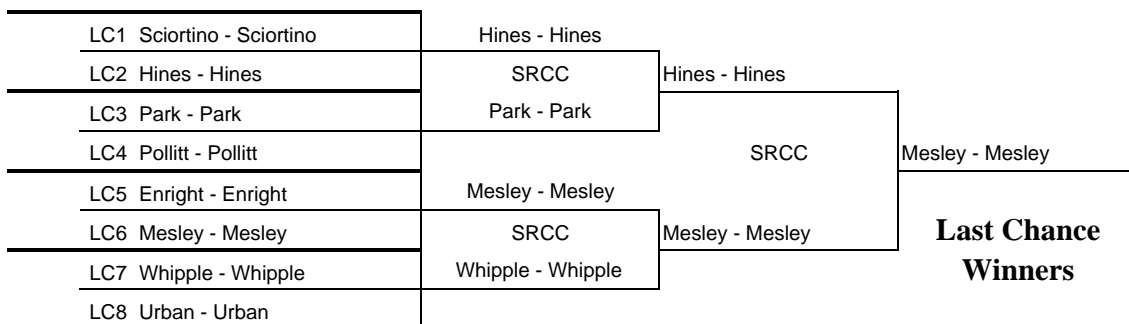 LC1 Sciortino - Sciortino
Hines - Hines
LC2 Hines - Hines
SRCC
Hines - Hines
LC3 Park - Park
Park - Park
LC4 Pollitt - Pollitt
SRCC
Mesley - Mesley
LC5 Enright - Enright
Mesley - Mesley
LC6 Mesley - Mesley
SRCC
Mesley - Mesley
Last Chance
Winners
LC7 Whipple - Whipple
Whipple - Whipple
LC8 Urban - Urban